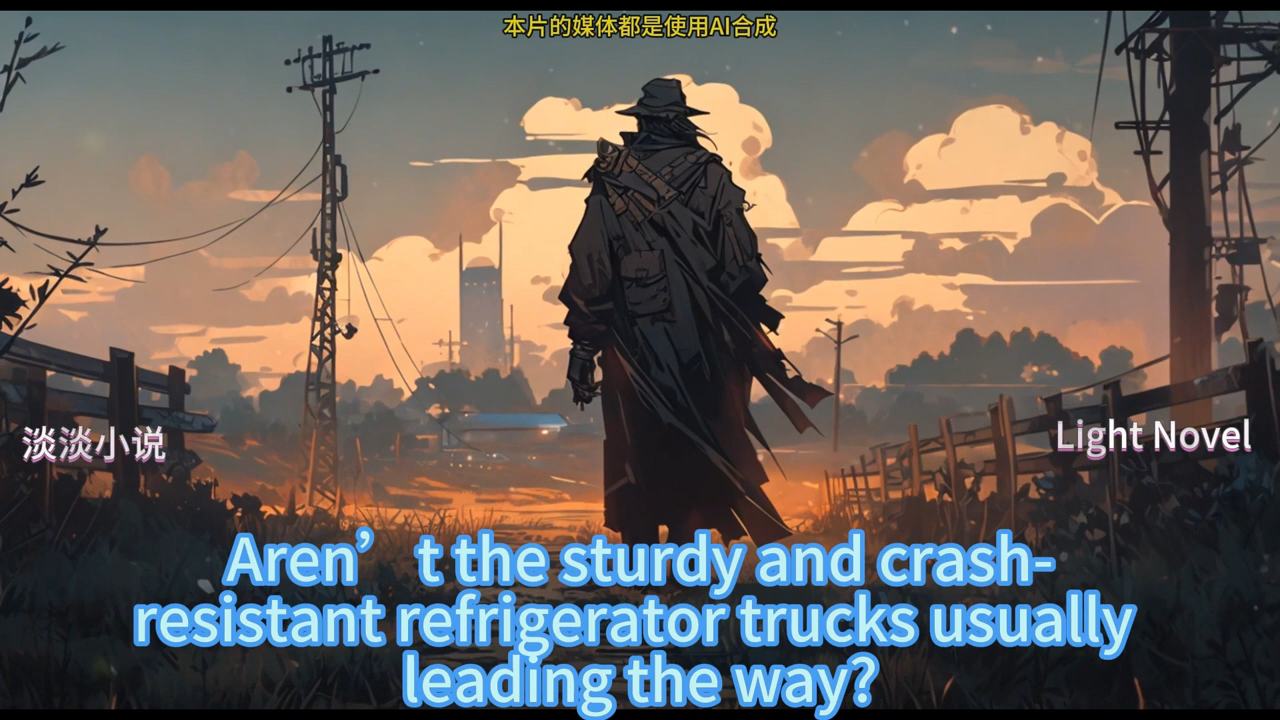 本片的媒体都是使用AI合成
淡淡小说
Light Novel
Aren’t the sturdy and crash-
resistant refrigerator trucks usually
leading the way?